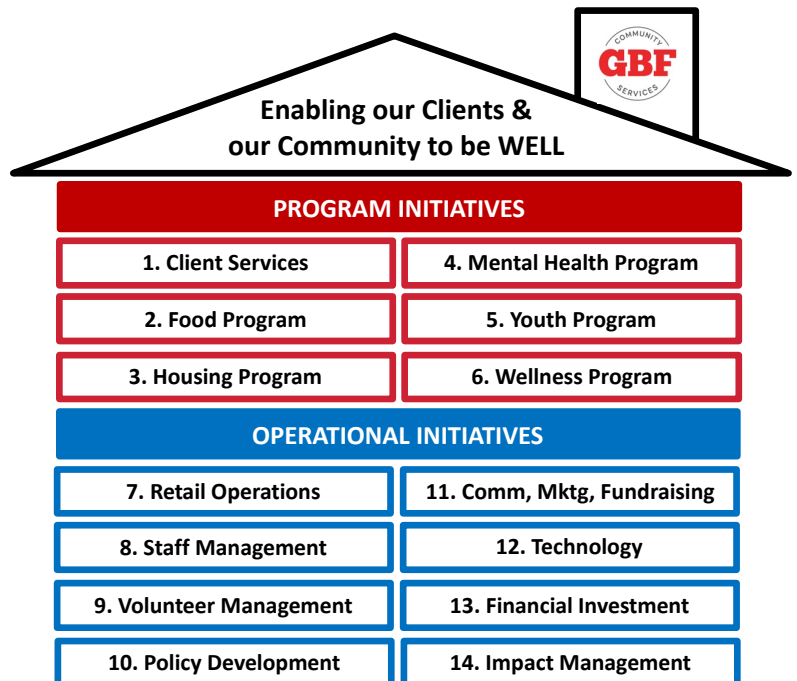 COMMUNITY
GBF
SERVICES
Enabling our Clients &
our Community to be WELL
PROGRAM INITIATIVES
1. Client Services
4. Mental Health Program
2. Food Program
5. Youth Program
3. Housing Program
6. Wellness Program
OPERATIONAL INITIATIVES
7. Retail Operations
11. Comm, Mktg, Fundraising
8. Staff Management
12. Technology
9. Volunteer Management
13. Financial Investment
10. Policy Development
14. Impact Management